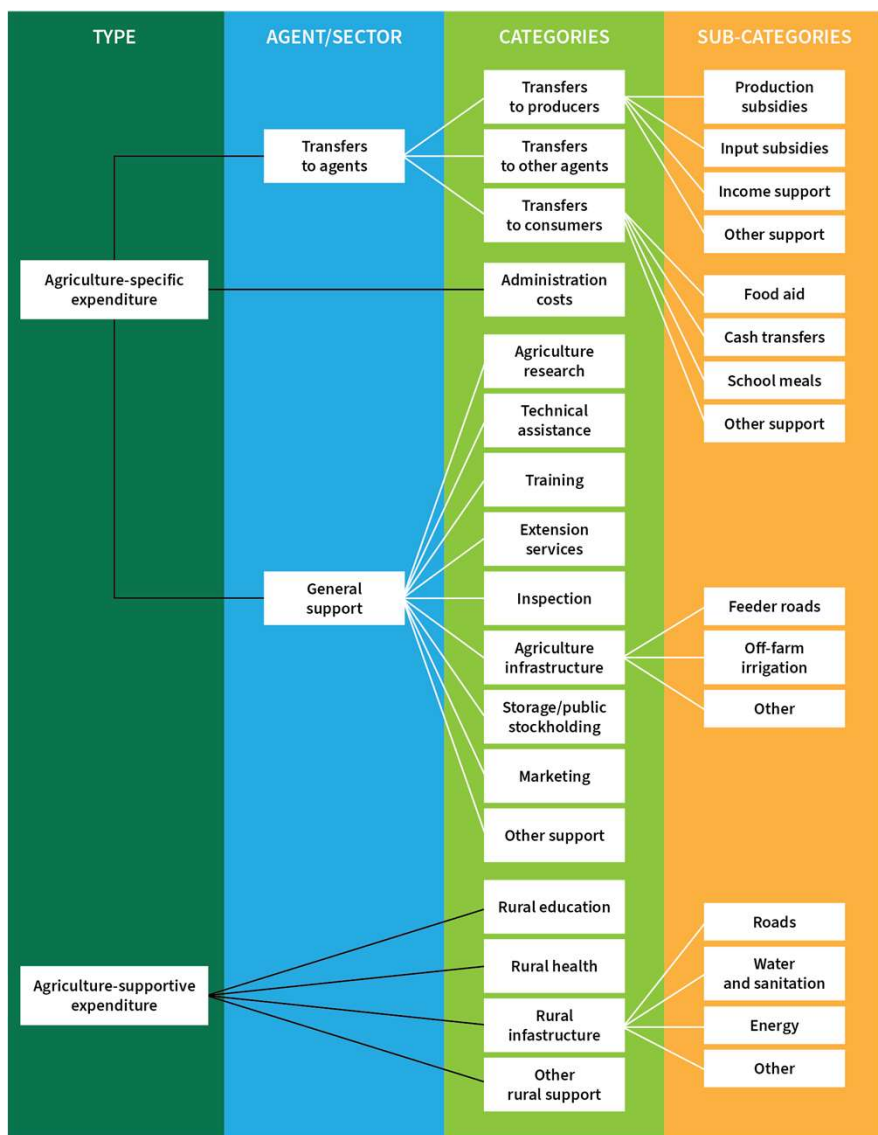 TYPE
AGENT/SECTOR
CATEGORIES
SUB-CATEGORIES
Agriculture-specific
expenditure
Agriculture-supportive
expenditure
Transfers
to agents
General
support
Transfers
to producers
Transfers
to other agents
Transfers
to consumers
Administration
costs
Agriculture
research
Technical
assistance
Training
Extension
services
Inspection
Agriculture
infrastructure
Storage/public
stockholding
Marketing
Other support
Rural education
Rural health
Rural
infastructure
Other
rural support
Production
subsidies
Input subsidies
Income support
Other support
Food aid
Cash transfers
School meals
Other support
Feeder roads
Off-farm
irrigation
Other
Roads
Water
and sanitation
Energy
Other